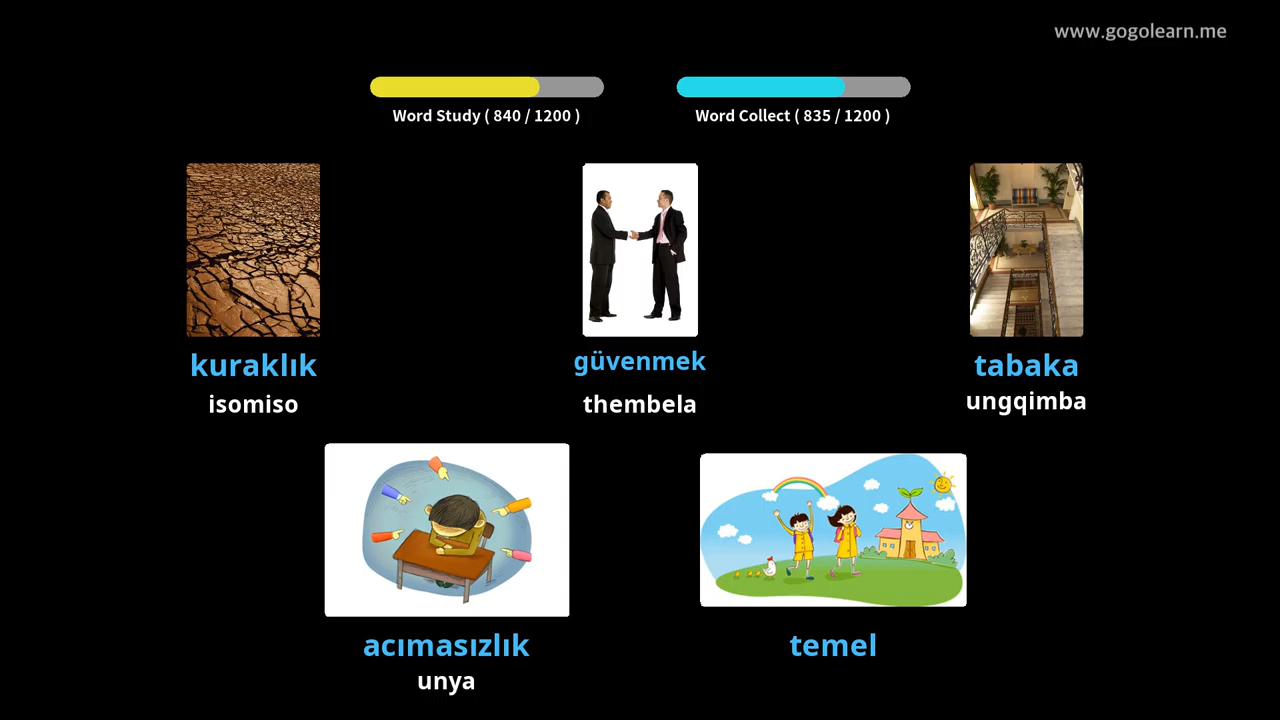 www.gogolearn.me
Word Study ( 840 / 1200 )
Word Collect ( 835 / 1200 )
kuraklık
isomiso
güvenmek
thembela
tabaka
ungqimba
acımasızlık
unya
temel